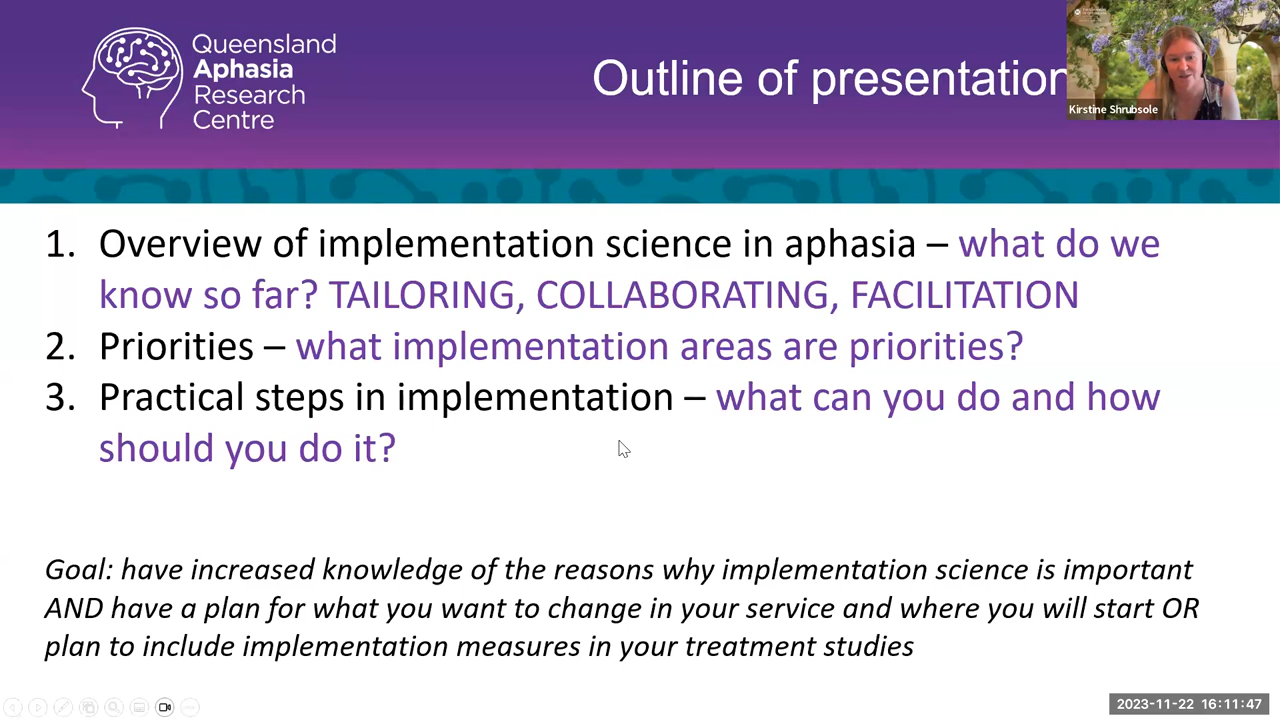 Queensland
Aphasia
Research
Centre
Outline of presentation
Kirstine Shrubsole
1. Overview of implementation science in aphasia – what do we
know so far? TAILORING, COLLABORATING, FACILITATION
2. Priorities – what implementation areas are priorities?
3. Practical steps in implementation – what can you do and how
should you do it?
Goal: have increased knowledge of the reasons why implementation science is important
AND have a plan for what you want to change in your service and where you will start OR
plan to include implementation measures in your treatment studies
2023-11-22 16:11:47